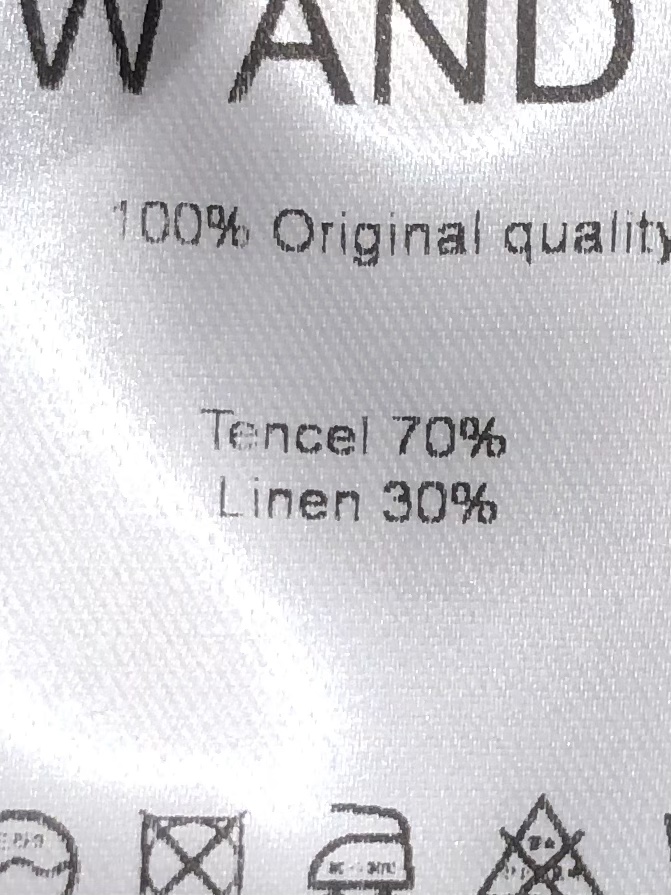 W AND
100% Original quality
Tencel 70%
Linen 30%